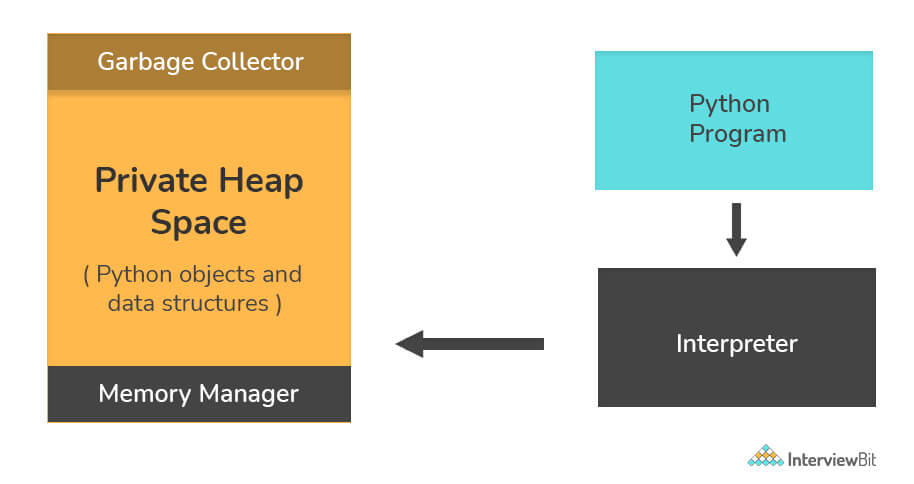 Garbage Collector
Private Heap
Space
( Python objects and
data structures )
Memory Manager
Python
Program
Interpreter
InterviewBit